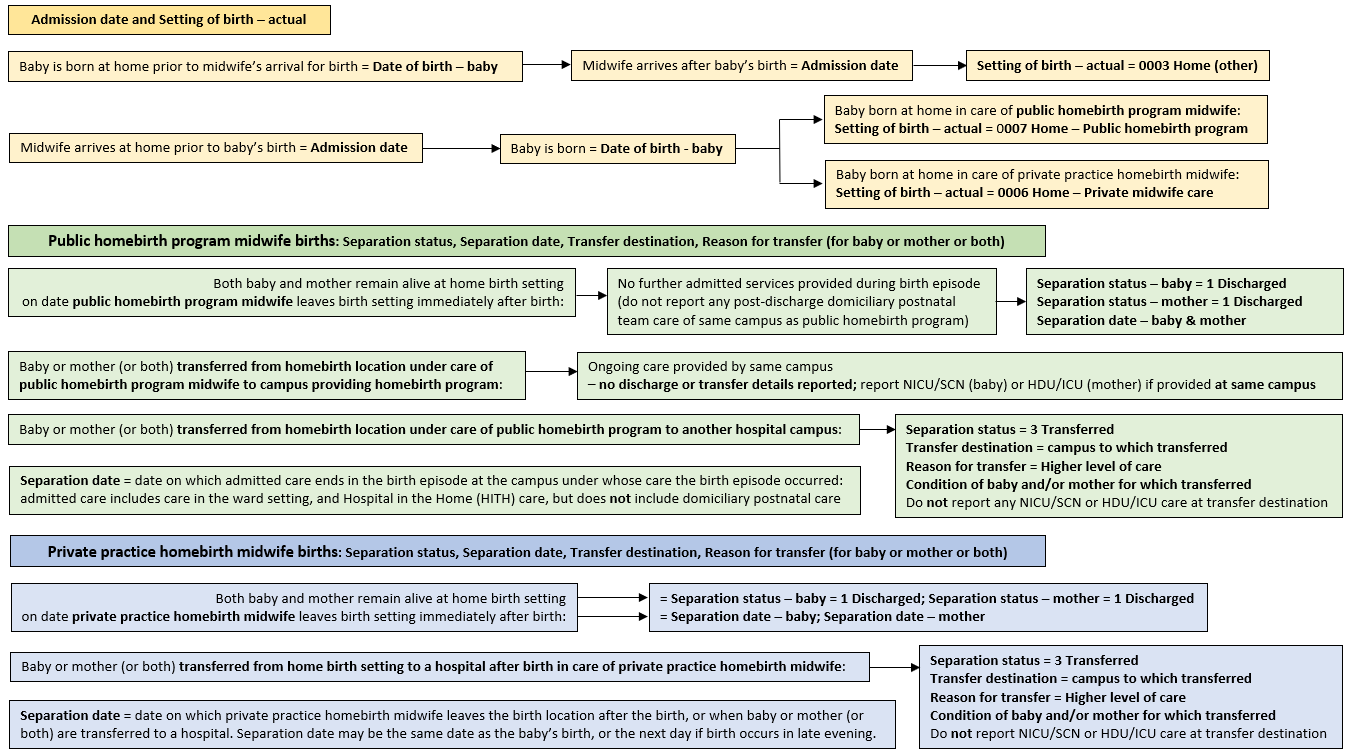 Admission date and Setting of birth – actual
Baby is born at home prior to midwife's arrival for birth = Date of birth – baby
Midwife arrives after baby's birth = Admission date
Setting of birth – actual = 0003 Home (other)
Midwife arrives at home prior to baby's birth = Admission date
Baby is born = Date of birth - baby
Baby born at home in care of public homebirth program midwife:
Setting of birth – actual = 0007 Home – Public homebirth program
Baby born at home in care of private practice homebirth midwife:
Setting of birth – actual = 0006 Home – Private midwife care
Public homebirth program midwife births: Separation status, Separation date, Transfer destination, Reason for transfer (for baby or mother or both)
Both baby and mother remain alive at home birth setting
on date public homebirth program midwife leaves birth setting immediately after birth:
No further admitted services provided during birth episode
(do not report any post-discharge domiciliary postnatal
team care of same campus as public homebirth program)
Separation status – baby = 1 Discharged
Separation status – mother = 1 Discharged
Separation date – baby & mother
Baby or mother (or both) transferred from homebirth location under care of
public homebirth program midwife to campus providing homebirth program:
Ongoing care provided by same campus
– no discharge or transfer details reported; report NICU/SCN (baby) or HDU/ICU (mother) if provided at same campus
Baby or mother (or both) transferred from homebirth location under care of public homebirth program to another hospital campus:
Separation status = 3 Transferred
Transfer destination = campus to which transferred
Reason for transfer = Higher level of care
Condition of baby and/or mother for which transferred
Do not report any NICU/SCN or HDU/ICU care at transfer destination
Separation date = date on which admitted care ends in the birth episode at the campus under whose care the birth episode occurred:
admitted care includes care in the ward setting, and Hospital in the Home (HITH) care, but does not include domiciliary postnatal care
Private practice homebirth midwife births: Separation status, Separation date, Transfer destination, Reason for transfer (for baby or mother or both)
Both baby and mother remain alive at home birth setting
on date private practice homebirth midwife leaves birth setting immediately after birth:
= Separation status – baby = 1 Discharged; Separation status – mother = 1 Discharged
= Separation date – baby; Separation date – mother
Baby or mother (or both) transferred from home birth setting to a hospital after birth in care of private practice homebirth midwife:
Separation status = 3 Transferred
Transfer destination = campus to which transferred
Reason for transfer = Higher level of care
Condition of baby and/or mother for which transferred
Do not report NICU/SCN or HDU/ICU care at transfer destination
Separation date = date on which private practice homebirth midwife leaves the birth location after the birth, or when baby or mother (or
both) are transferred to a hospital. Separation date may be the same date as the baby's birth, or the next day if birth occurs in late evening.